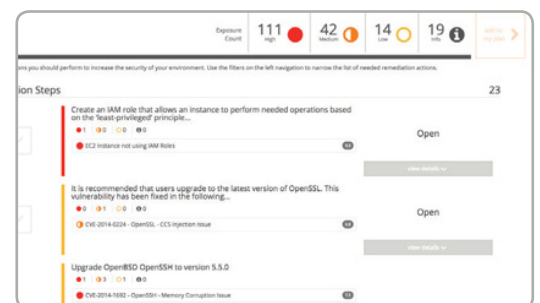 Exposure Count
111 High
42 Medium
14 Low
19 Info
add to my plan
ons you should perform to increase the security of your environment. Use the filters on the left navigation to narrow the list of needed remediation actions.
ion Steps 23
Create an IAM role that allows an instance to perform needed operations based
on the 'least-privileged' principle...
1 0 0 0
EC2 Instance not using IAM Roles
Open
view details
It is recommended that users upgrade to the latest version of OpenSSL. This
vulnerability has been fixed in the following...
0 1 0 0
CVE-2014-0224 - OpenSSL - CCS Injection Issue
Open
view details
Upgrade OpenBSD OpenSSH to version 5.5.0
1 3 1 0
CVE-2014-1692 - OpenSSH - Memory Corruption Issue